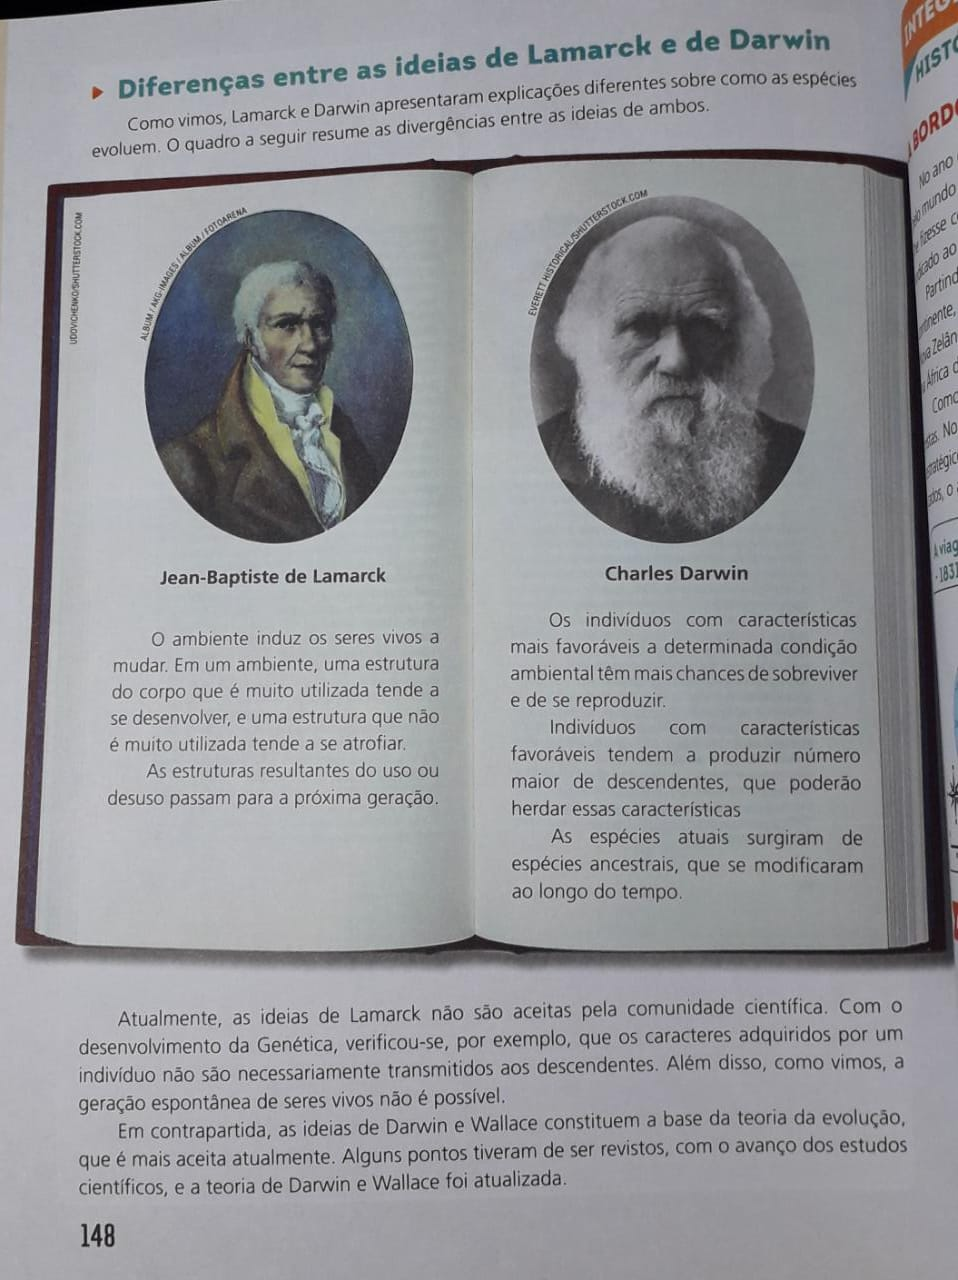 Diferenças entre as ideias de Lamarck e de Darwin
Como vimos, Lamarck e Darwin apresentaram explicações diferentes sobre como as espécies
evoluem. O quadro a seguir resume as divergências entre as ideias de ambos.
UDOVICHENKO/SHUTTERSTOCK.COM
ALBUM / AKG-IMAGES / ALBUM / FOTOARENA
Jean-Baptiste de Lamarck
O ambiente induz os seres vivos a
mudar. Em um ambiente, uma estrutura
do corpo que é muito utilizada tende a
se desenvolver, e uma estrutura que não
é muito utilizada tende a se atrofiar.
As estruturas resultantes do uso ou
desuso passam para a próxima geração.
EVERETT HISTORICAL/SHUTTERSTOCK.COM
Charles Darwin
Os indivíduos com características
mais favoráveis a determinada condição
ambiental têm mais chances de sobreviver
e de se reproduzir.
Indivíduos com características
favoráveis tendem a produzir número
maior de descendentes, que poderão
herdar essas características
As espécies atuais surgiram de
espécies ancestrais, que se modificaram
ao longo do tempo.
Atualmente, as ideias de Lamarck não são aceitas pela comunidade científica. Com o
desenvolvimento da Genética, verificou-se, por exemplo, que os caracteres adquiridos por um
indivíduo não são necessariamente transmitidos aos descendentes. Além disso, como vimos, a
geração espontânea de seres vivos não é possível.
Em contrapartida, as ideias de Darwin e Wallace constituem a base da teoria da evolução,
que é mais aceita atualmente. Alguns pontos tiveram de ser revistos, com o avanço dos estudos
científicos, e a teoria de Darwin e Wallace foi atualizada.
148
No ano
mundo
fizesse
ao
Partind
Zelân
África
Como
No